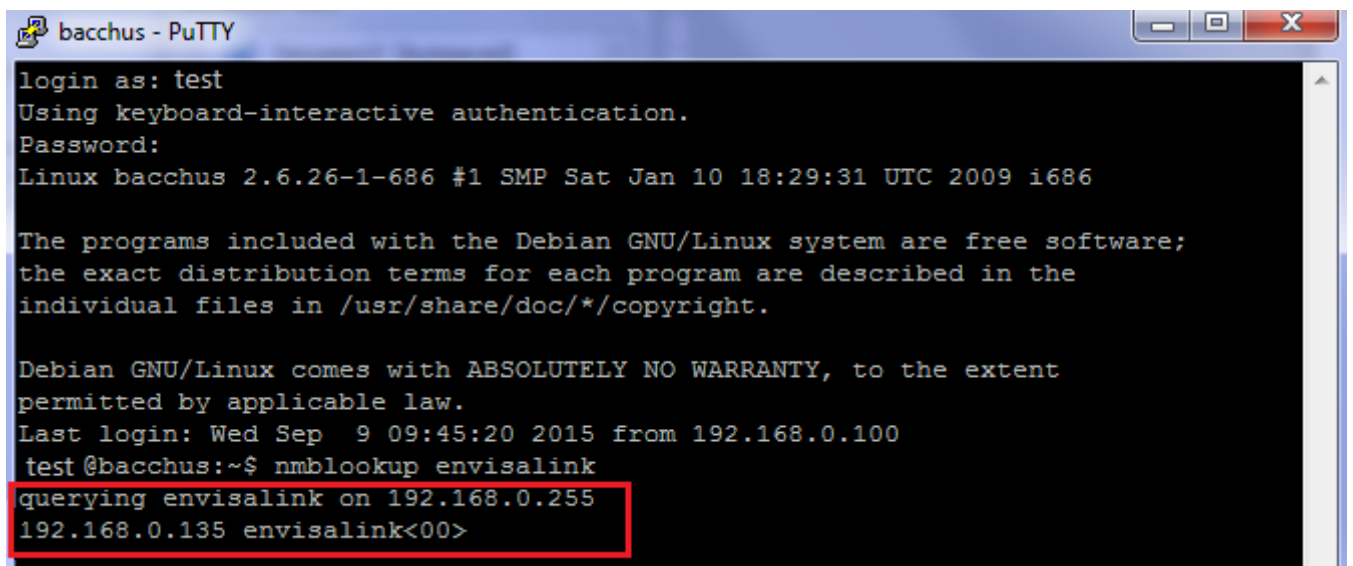 bacchus - PuTTY
login as: test
Using keyboard-interactive authentication.
Password:
Linux bacchus 2.6.26-1-686 #1 SMP Sat Jan 10 18:29:31 UTC 2009 i686
The programs included with the Debian GNU/Linux system are free software;
the exact distribution terms for each program are described in the
individual files in /usr/share/doc/*/copyright.
Debian GNU/Linux comes with ABSOLUTELY NO WARRANTY, to the extent
permitted by applicable law.
Last login: Wed Sep  9 09:45:20 2015 from 192.168.0.100
test @bacchus:~$ nmblookup envisalink
querying envisalink on 192.168.0.255
192.168.0.135 envisalink<00>